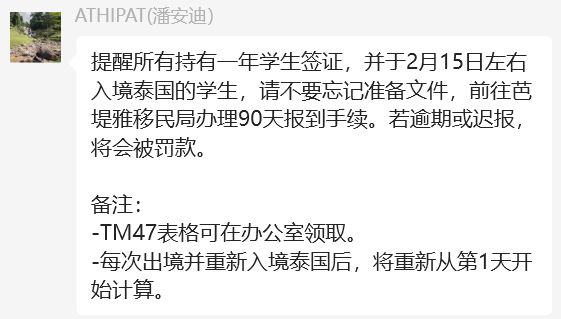 ATHIPAT(潘安迪)
提醒所有持有一年学生签证，并于2月15日左右
入境泰国的学生，请不要忘记准备文件，前往芭
堤雅移民局办理90天报到手续。若逾期或迟报，
将会被罚款。
备注：
-TM47表格可在办公室领取。
-每次出境并重新入境泰国后，将重新从第1天开
始计算。